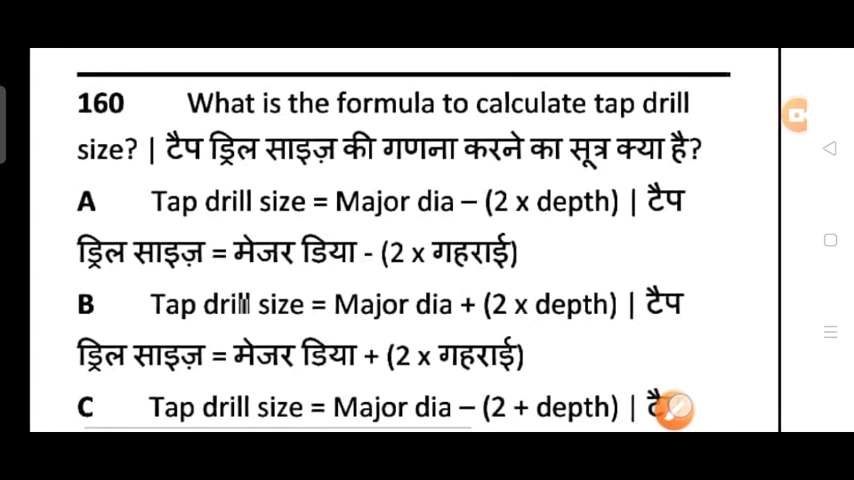 160 What is the formula to calculate tap drill
size? | टैप ड्रिल साइज़ की गणना करने का सूत्र क्या है?
A Tap drill size = Major dia – (2 x depth) | टैप
ड्रिल साइज़ = मेजर डिया - (2 x गहराई)
B Tap drill size = Major dia + (2 x depth) | टैप
ड्रिल साइज़ = मेजर डिया + (2 x गहराई)
C Tap drill size = Major dia – (2 + depth) |